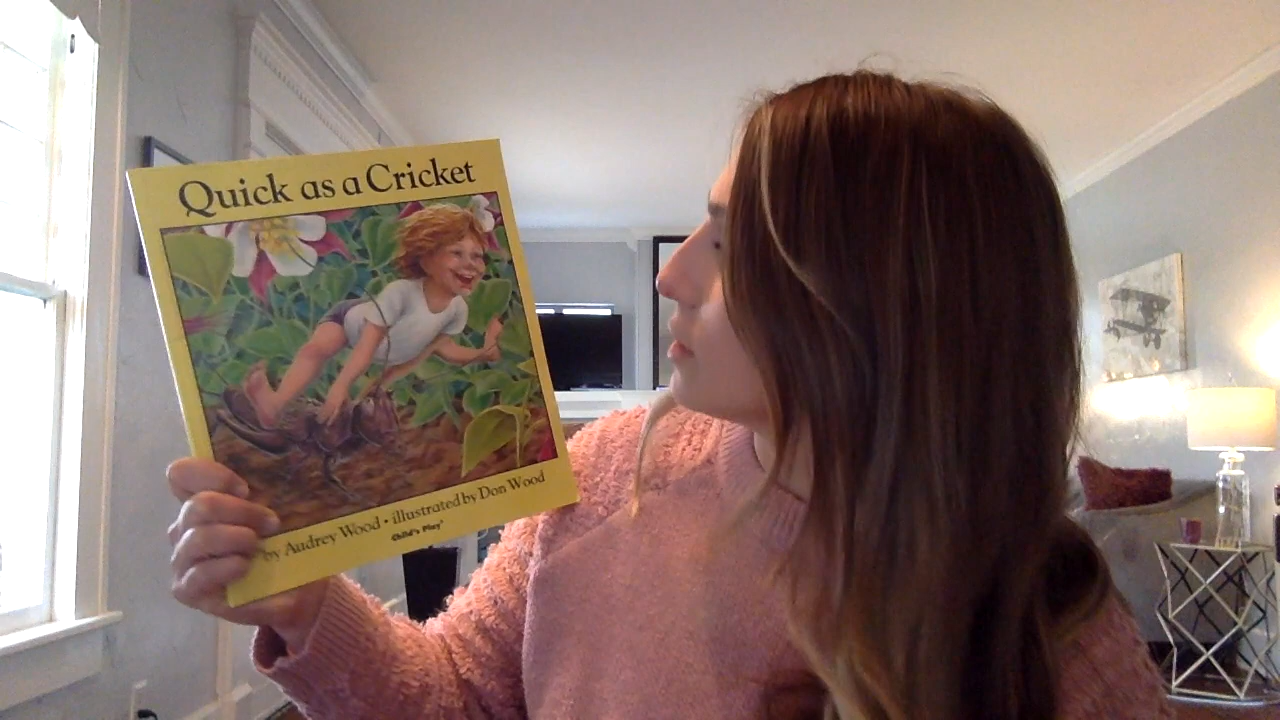 Quick as a Cricket
by Audrey Wood • illustrated by Don Wood
Child's Play®